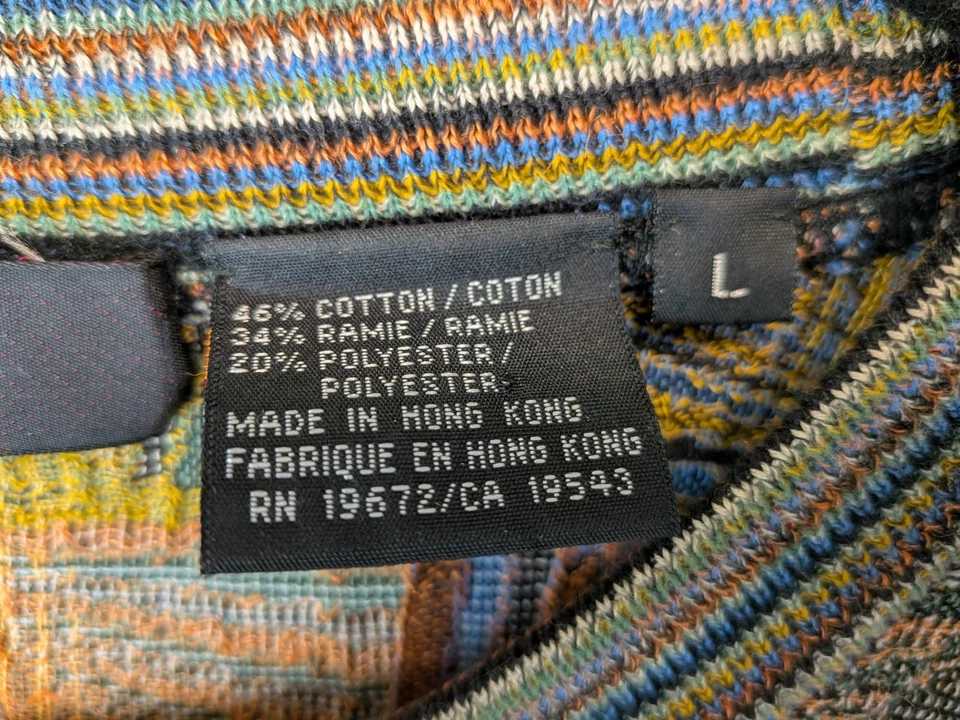 46% COTTON / COTON
34% RAMIE / RAMIE
20% POLYESTER /
POLYESTER
MADE IN HONG KONG
FABRIQUE EN HONG KONG
RN 19672/CA 19543
L